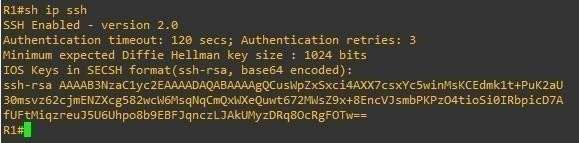 R1#sh ip ssh
SSH Enabled - version 2.0
Authentication timeout: 120 secs; Authentication retries: 3
Minimum expected Diffie Hellman key size : 1024 bits
IOS Keys in SECSH format(ssh-rsa, base64 encoded):
ssh-rsa AAAAB3NzaC1yc2EAAAADAQABAAAAgQCusWpZxSxci4AXX7csxYc5winMsKCEdmk1t+PuK2aU
30msvz62cjmENZXcg582wcW6MsqNqCmQxWXeQuwt672MWsZ9x+8EncVJsmbPKPzO4tioSi0IRbpicD7A
fUFtMiqzreuJ5U6Uhpo8b9EBFJqnczLJAkUMyzDRq8OcRgFOTw==
R1#